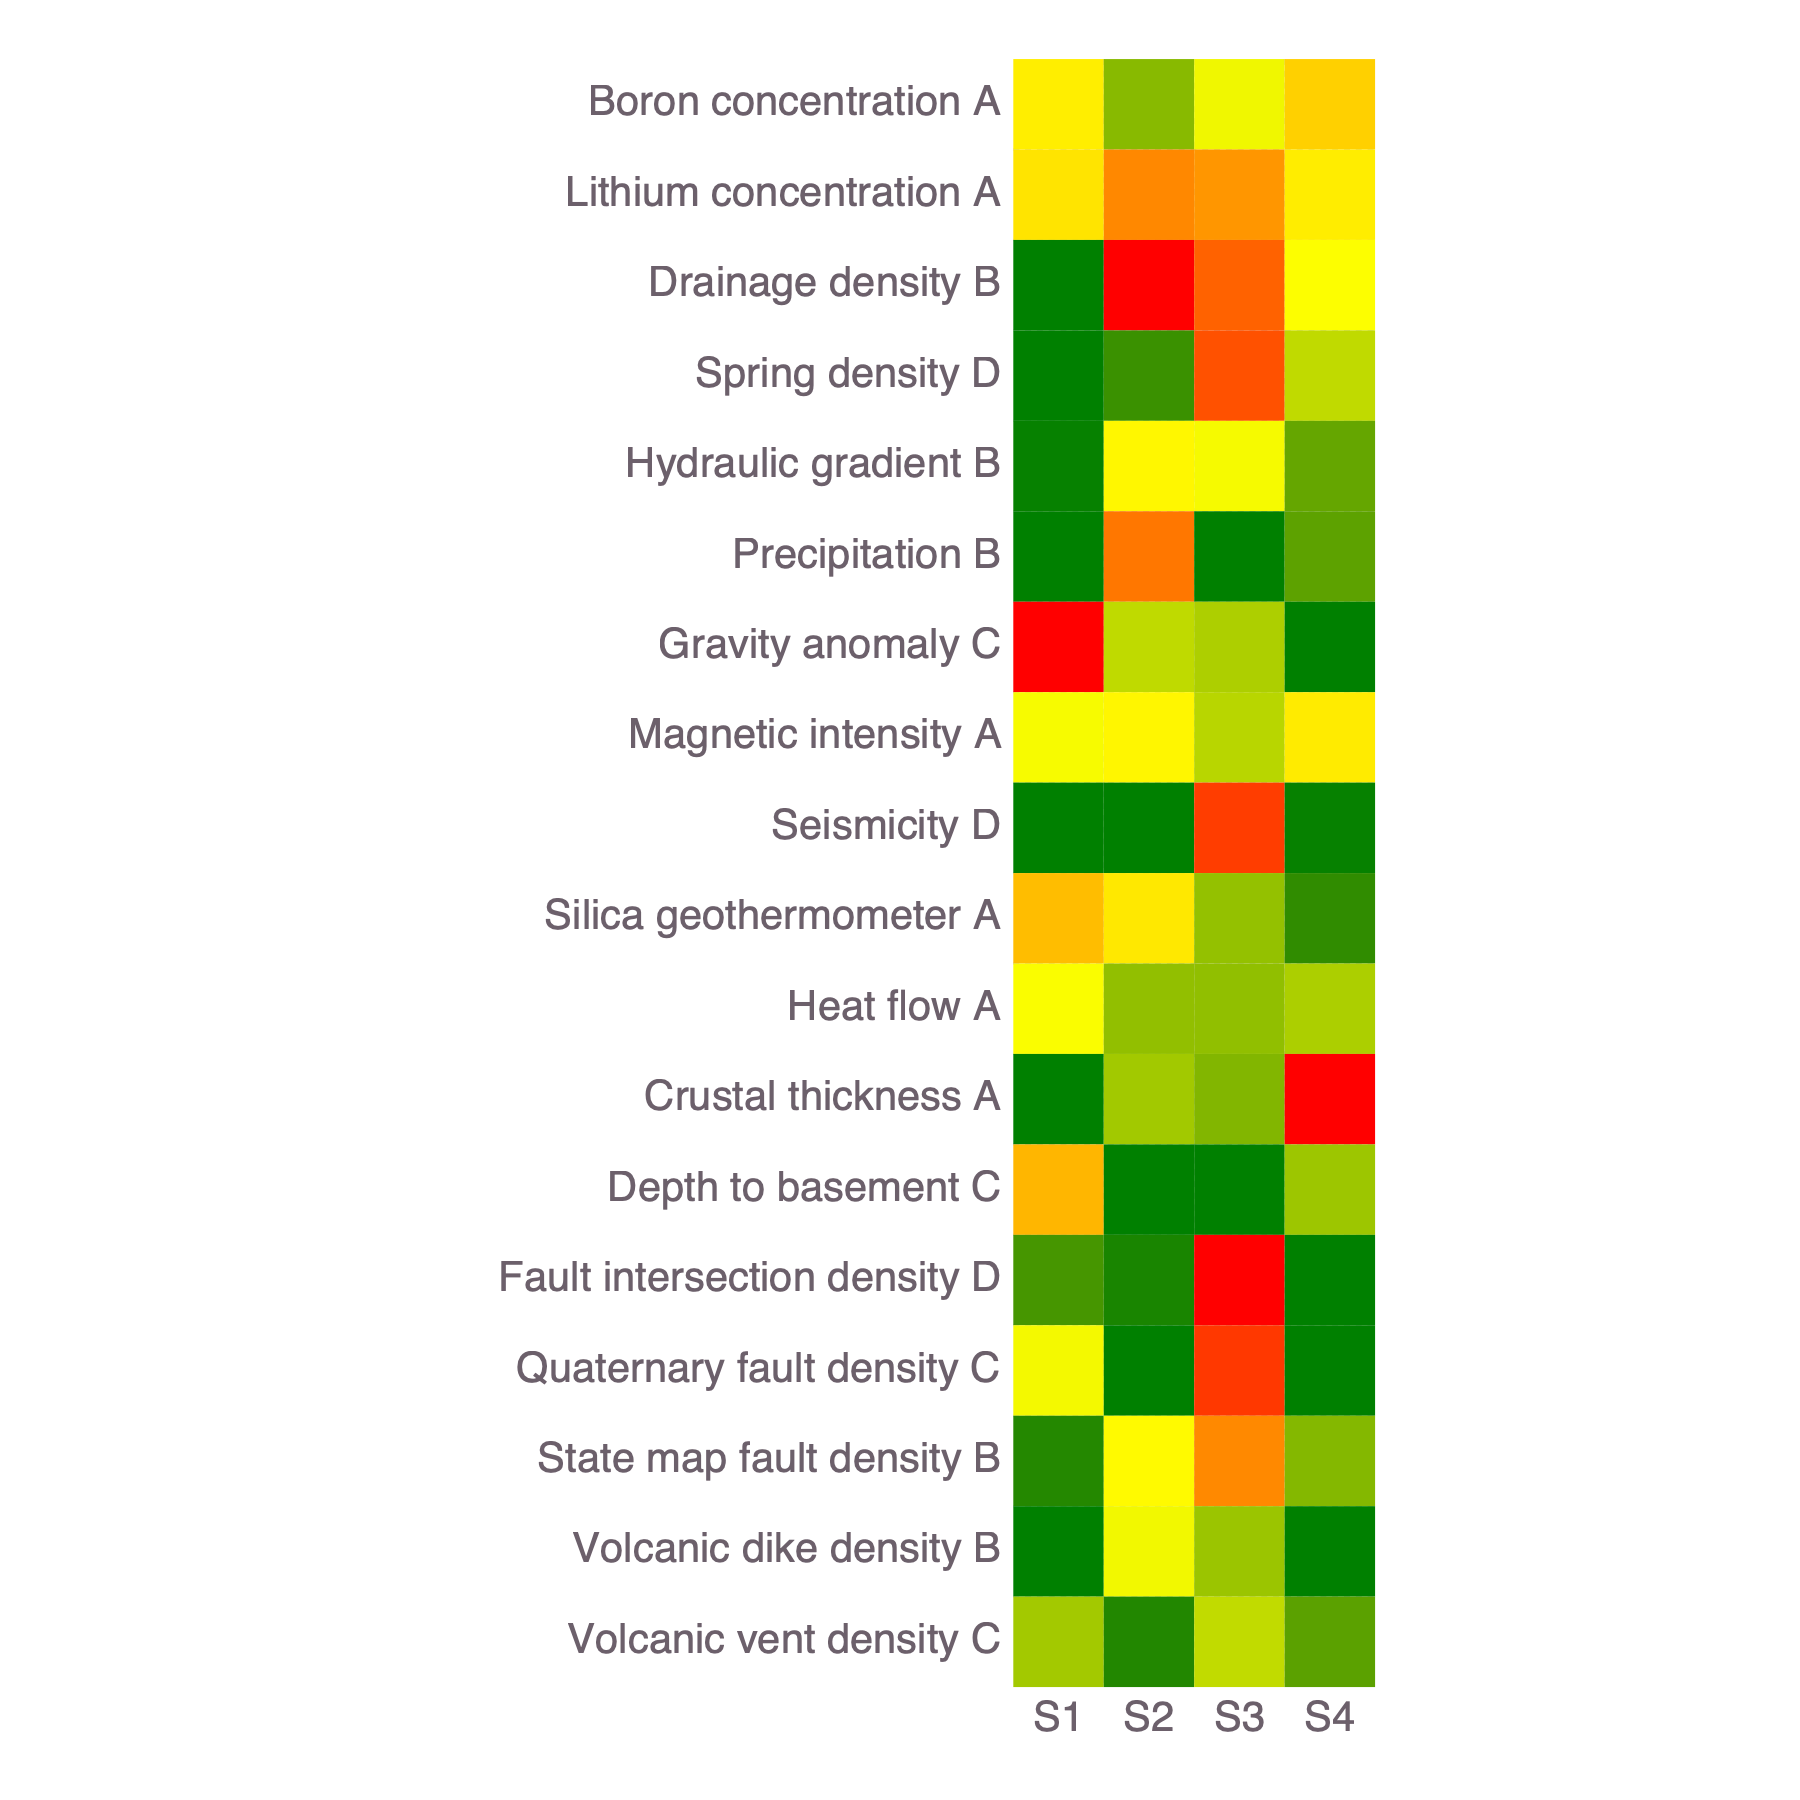 Boron concentration A
Lithium concentration A
Drainage density B
Spring density D
Hydraulic gradient B
Precipitation B
Gravity anomaly C
Magnetic intensity A
Seismicity D
Silica geothermometer A
Heat flow A
Crustal thickness A
Depth to basement C
Fault intersection density D
Quaternary fault density C
State map fault density B
Volcanic dike density B
Volcanic vent density C
S1 S2 S3 S4